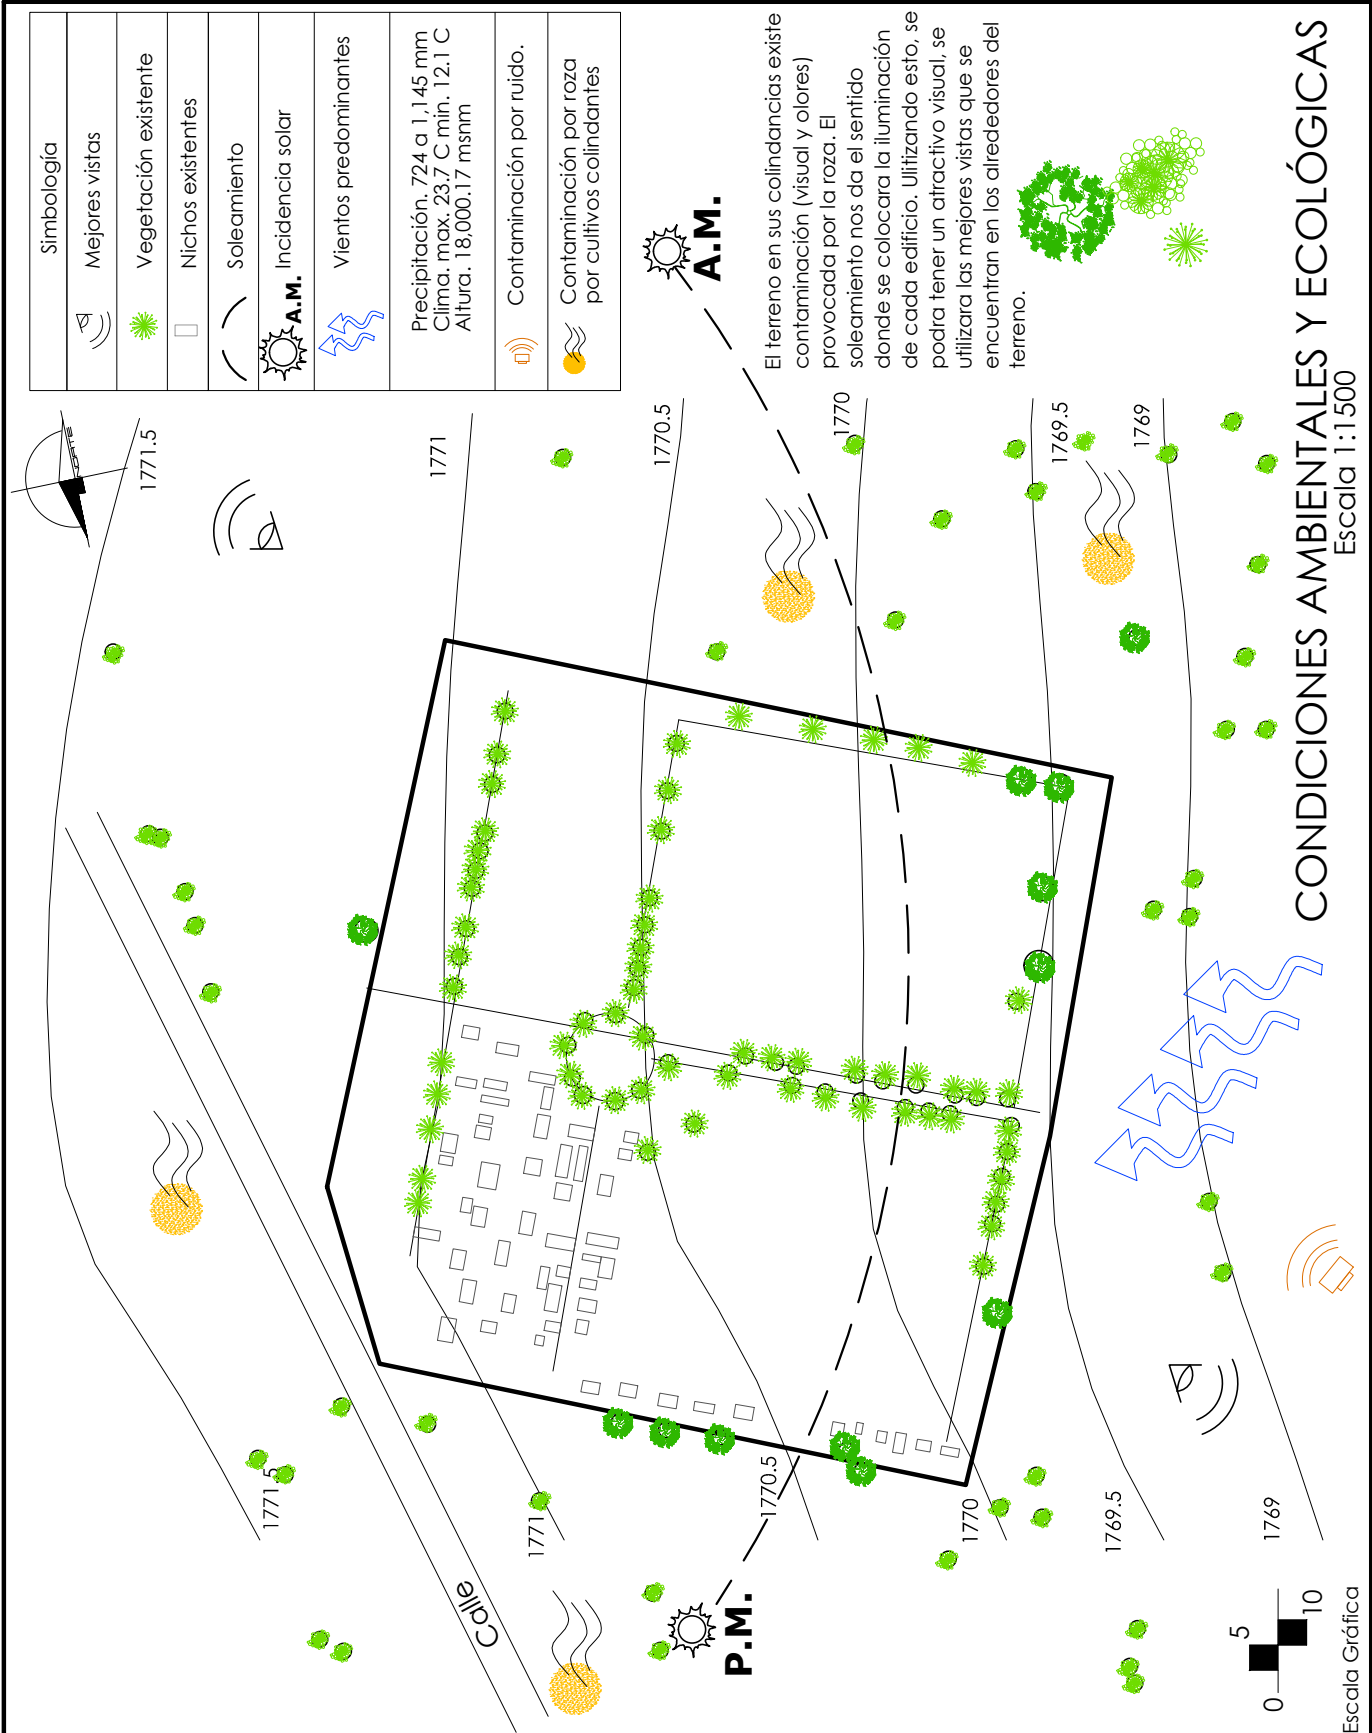 Simbología
Mejores vistas
Vegetación existente
Nichos existentes
Soleamiento
A.M.
Incidencia solar
Vientos predominantes
Precipitación. 724 a 1,145 mm
Clima. max. 23.7 C min. 12.1 C
Altura. 18,000.17 msnm
Contaminación por ruido.
Contaminación por roza
por cultivos colindantes
El terreno en sus colindancias existe
contaminación (visual y olores)
provocada por la roza. El
soleamiento nos da el sentido
donde se colocara la iluminación
de cada edificio. Utilizando esto, se
podra tener un atractivo visual, se
utilizara las mejores vistas que se
encuentran en los alrededores del
terreno.
A.M.
P.M.
Calle
1771.5
1771
1770.5
1770
1769.5
1769
1771.5
1771
1770.5
1770
1769.5
1769
CONDICIONES AMBIENTALES Y ECOLÓGICAS
Escala 1:1500
0
5
10
Escala Gráfica